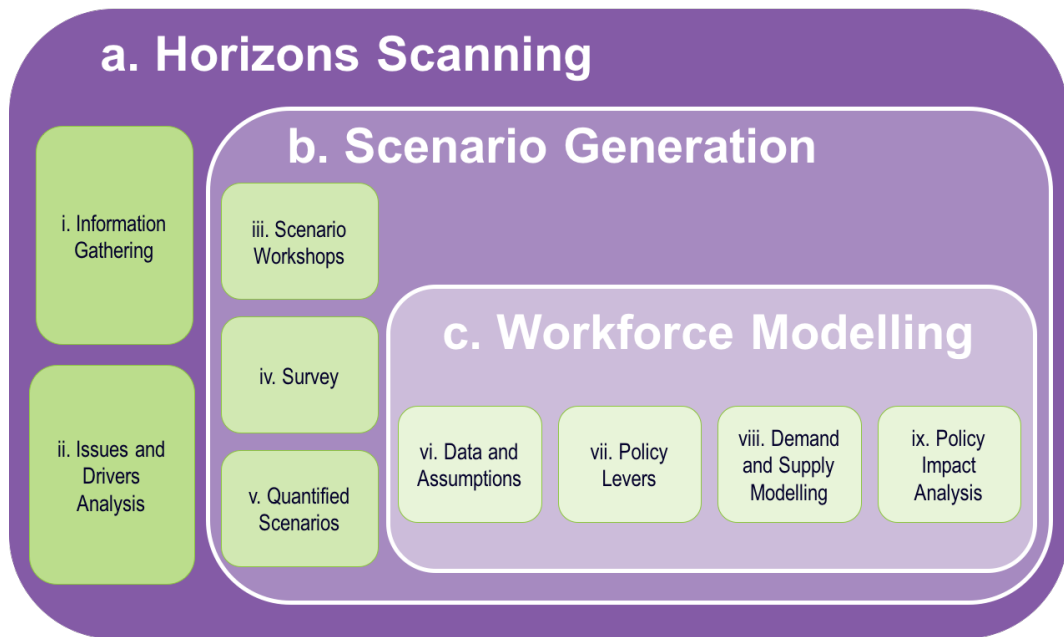 a. Horizons Scanning
b. Scenario Generation
i. Information
Gathering
iii. Scenario
Workshops
c. Workforce Modelling
iv. Survey
ii. Issues and
Drivers
Analysis
v. Quantified
Scenarios
vi. Data and
Assumptions
vii. Policy
Levers
viii. Demand
and Supply
Modelling
ix. Policy
Impact
Analysis